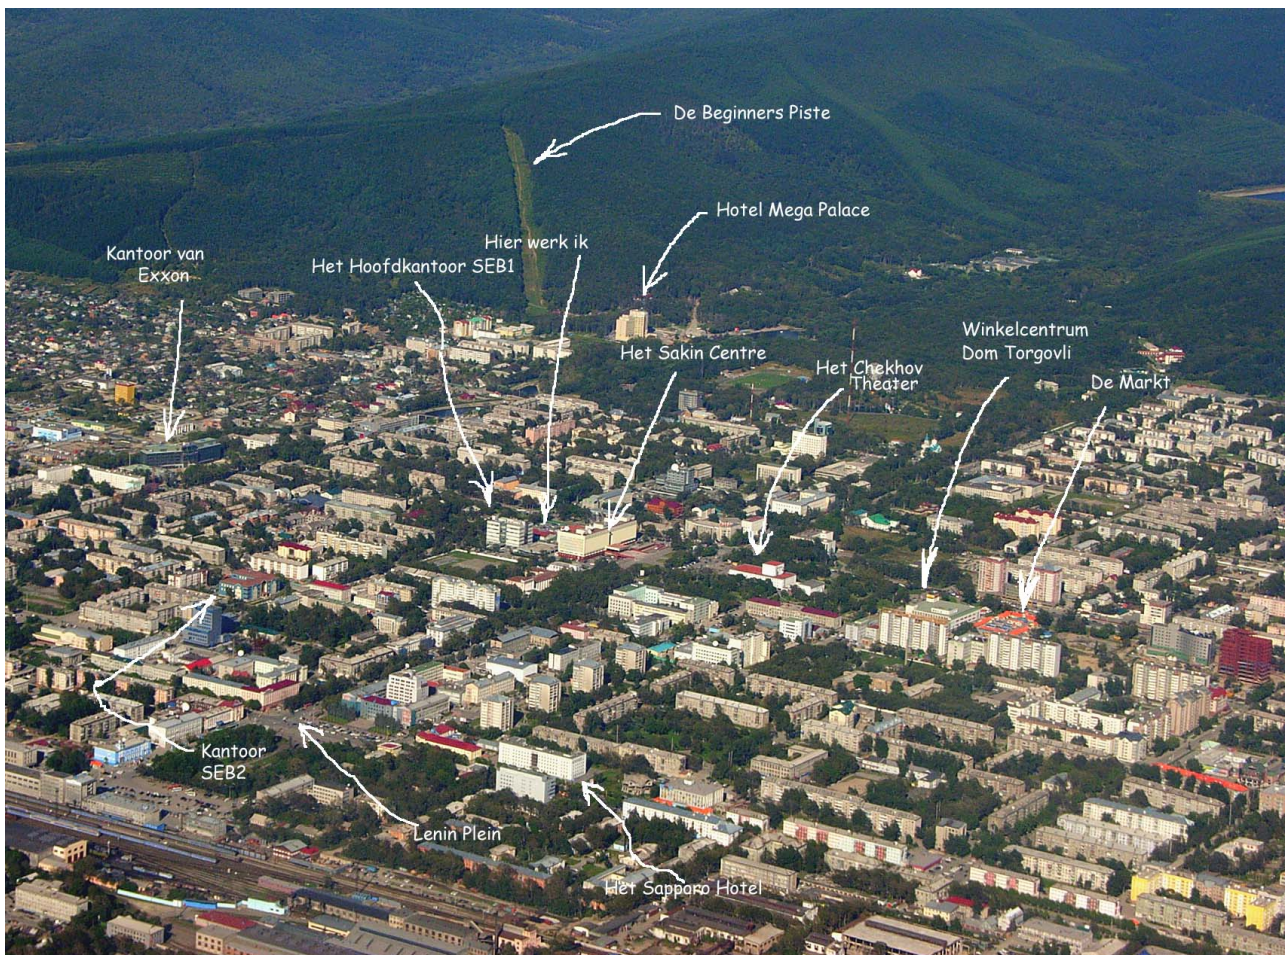 De Beginners Piste
Hotel Mega Palace
Hier werk ik
Kantoor van
Exxon
Het Hoofdkantoor SEB1
Winkelcentrum
Dom Torgovli
Het Sakin Centre
Het Chekhov
Theater
De Markt
Kantoor
SEB2
Lenin Plein
Het Sapporo Hotel